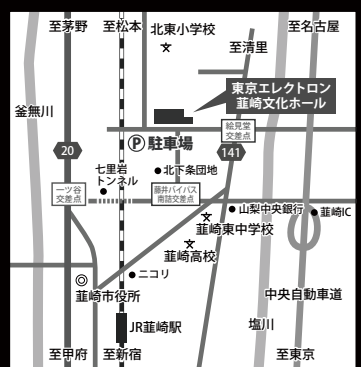 至茅野
至松本
北東小学校
至名古屋
至清里
東京エレクトロン
韮崎文化ホール
釜無川
絵見堂
交差点
P 駐車場
20
141
七里岩
トンネル
北下条団地
一ツ谷
交差点
藤井バイパス
南詰交差点
山梨中央銀行
韮崎IC
韮崎東中学校
韮崎高校
ニコリ
韮崎市役所
中央自動車道
JR韮崎駅
塩川
至甲府
至新宿
至東京